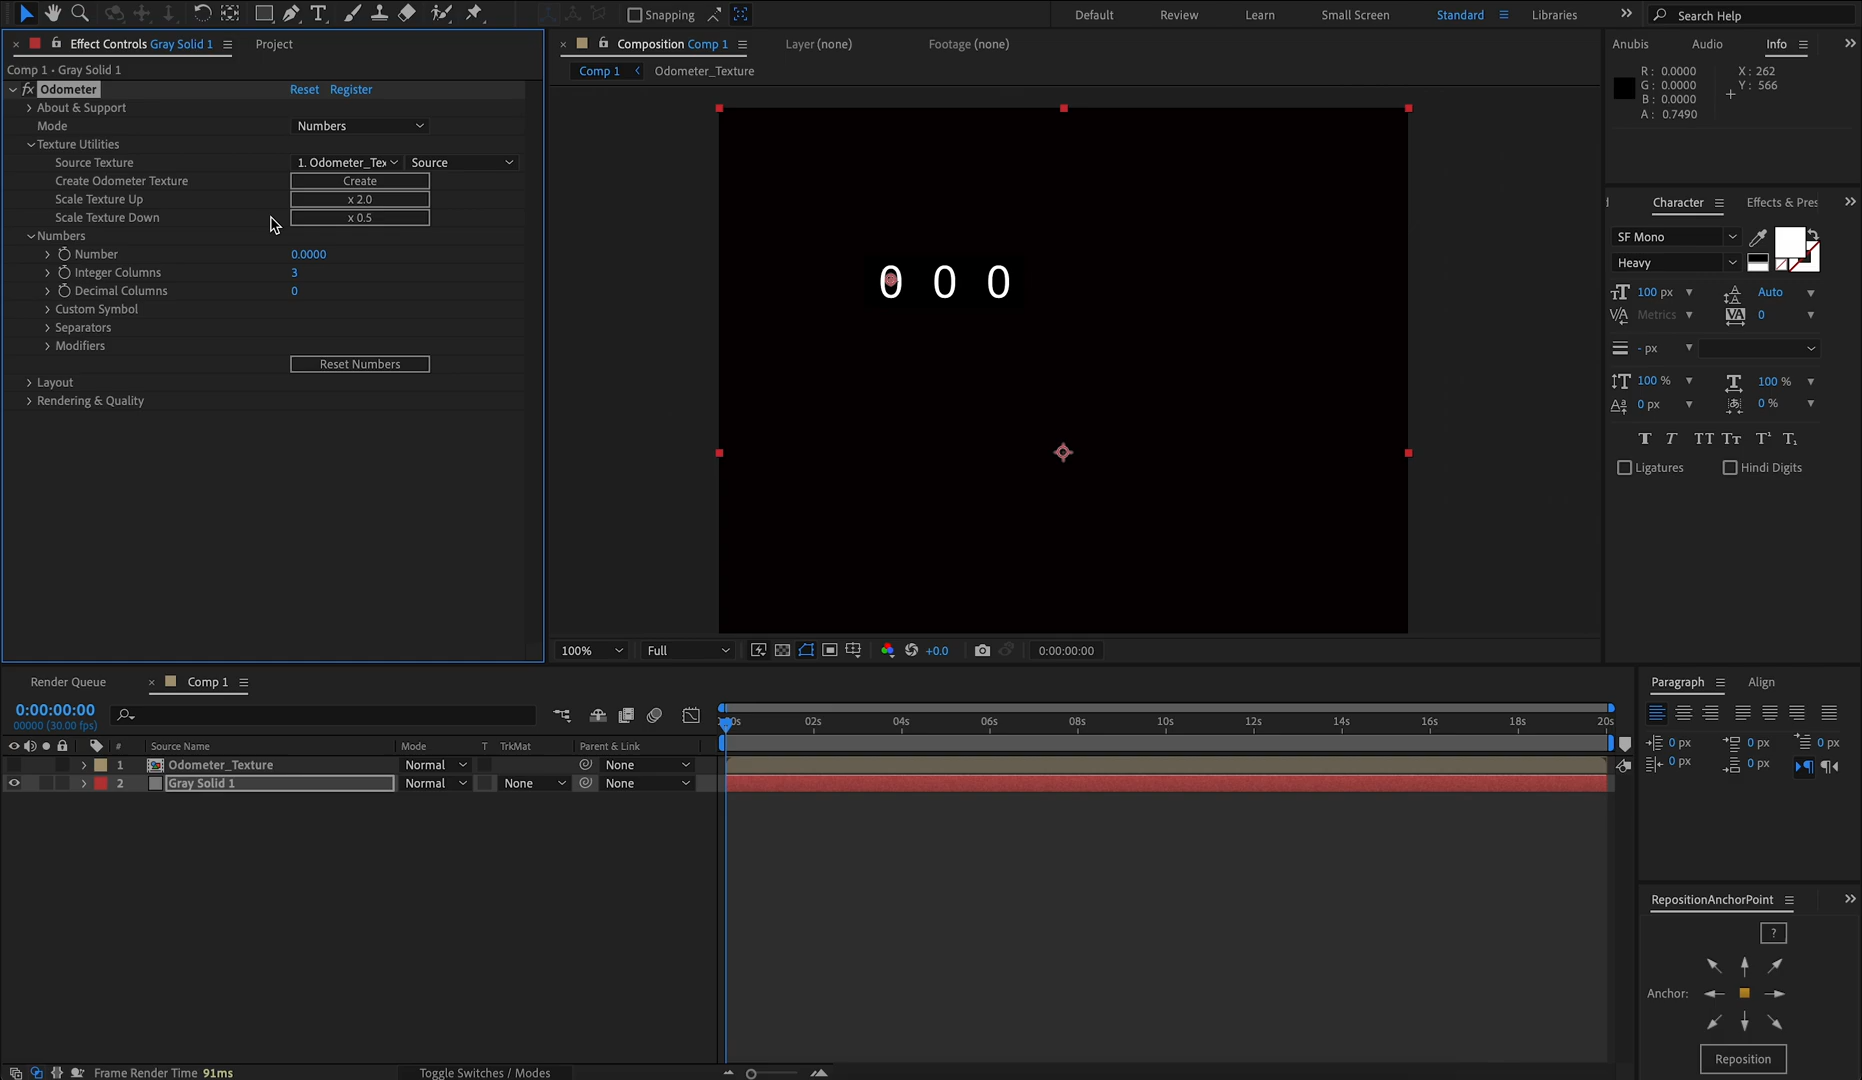 Snapping
Default
Review
Learn
Small Screen
Standard
Libraries
Search Help
Effect Controls Gray Solid 1
Project
Composition Comp 1
Layer (none)
Footage (none)
Anubis
Audio
Info
Comp 1 • Gray Solid 1
Comp 1
Odometer_Texture
R: 0.0000
G: 0.0000
B: 0.0000
A: 0.7490
X: 262
Y: 566
fx Odometer
Reset
Register
About & Support
Mode
Numbers
Texture Utilities
Source Texture
1. Odometer_Tex
Source
Create Odometer Texture
Create
Scale Texture Up
x 2.0
Scale Texture Down
x 0.5
Numbers
Number
0.0000
Integer Columns
3
Decimal Columns
0
Custom Symbol
Separators
Modifiers
Reset Numbers
Layout
Rendering & Quality
0 0 0
Character
Effects & Pres
SF Mono
Heavy
100 px
Auto
Metrics
0
- px
100 %
100 %
0 px
0 %
Ligatures
Hindi Digits
100%
Full
+0.0
0:00:00:00
Render Queue
Comp 1
0:00:00:00
00000 (30.00 fps)
02s
04s
06s
08s
10s
12s
14s
16s
18s
20s
#
Source Name
Mode
T
TrkMat
Parent & Link
1
Odometer_Texture
Normal
None
2
Gray Solid 1
Normal
None
None
Paragraph
Align
0 px
0 px
0 px
0 px
0 px
RepositionAnchorPoint
?
Anchor:
Reposition
Frame Render Time 91ms
Toggle Switches / Modes